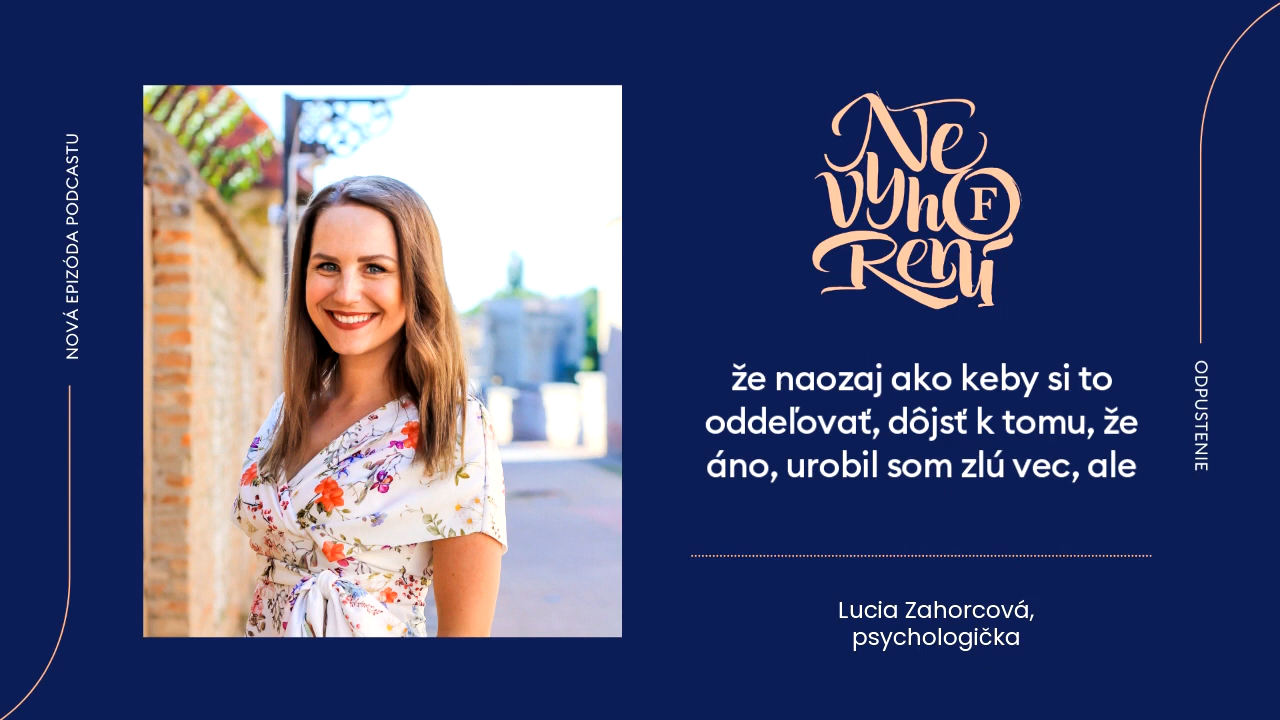 NOVÁ EPIZÓDA PODCASTU
Ne
vyho
F
Rení
že naozaj ako keby si to
oddeľovať, dôjsť k tomu, že
áno, urobil som zlú vec, ale
Lucia Zahorcová,
psychologička
ODPUSTENIE